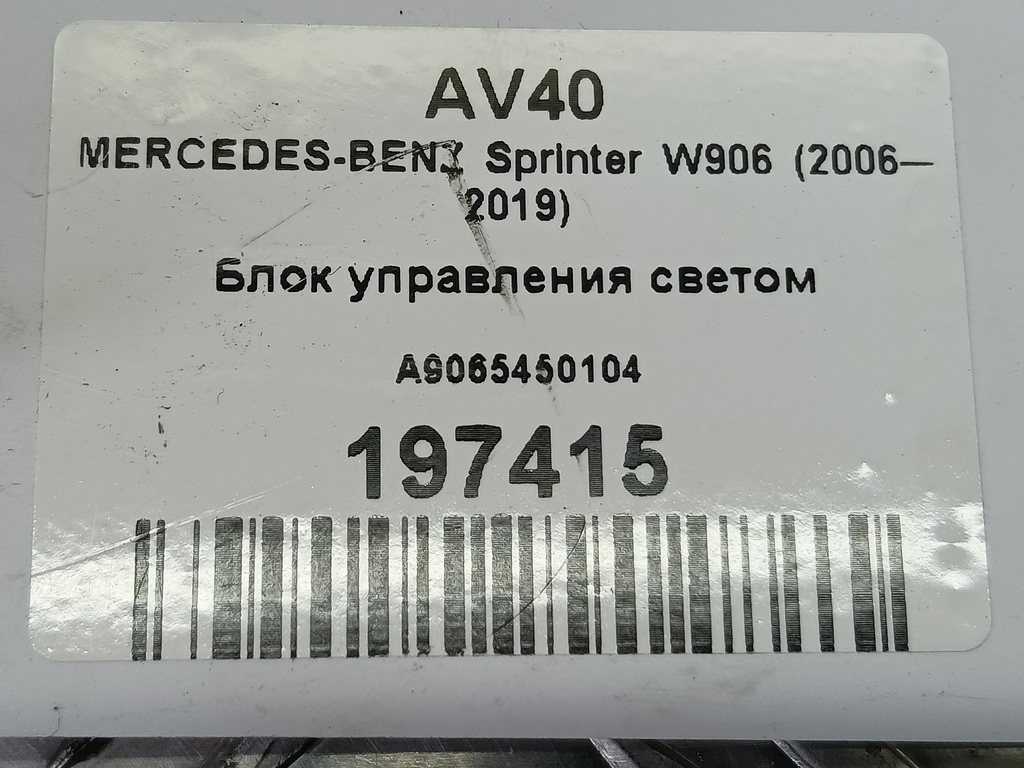 AV40
MERCEDES-BENZ Sprinter W906 (2006—
2019)
Блок управления светом
A9065450104
197415